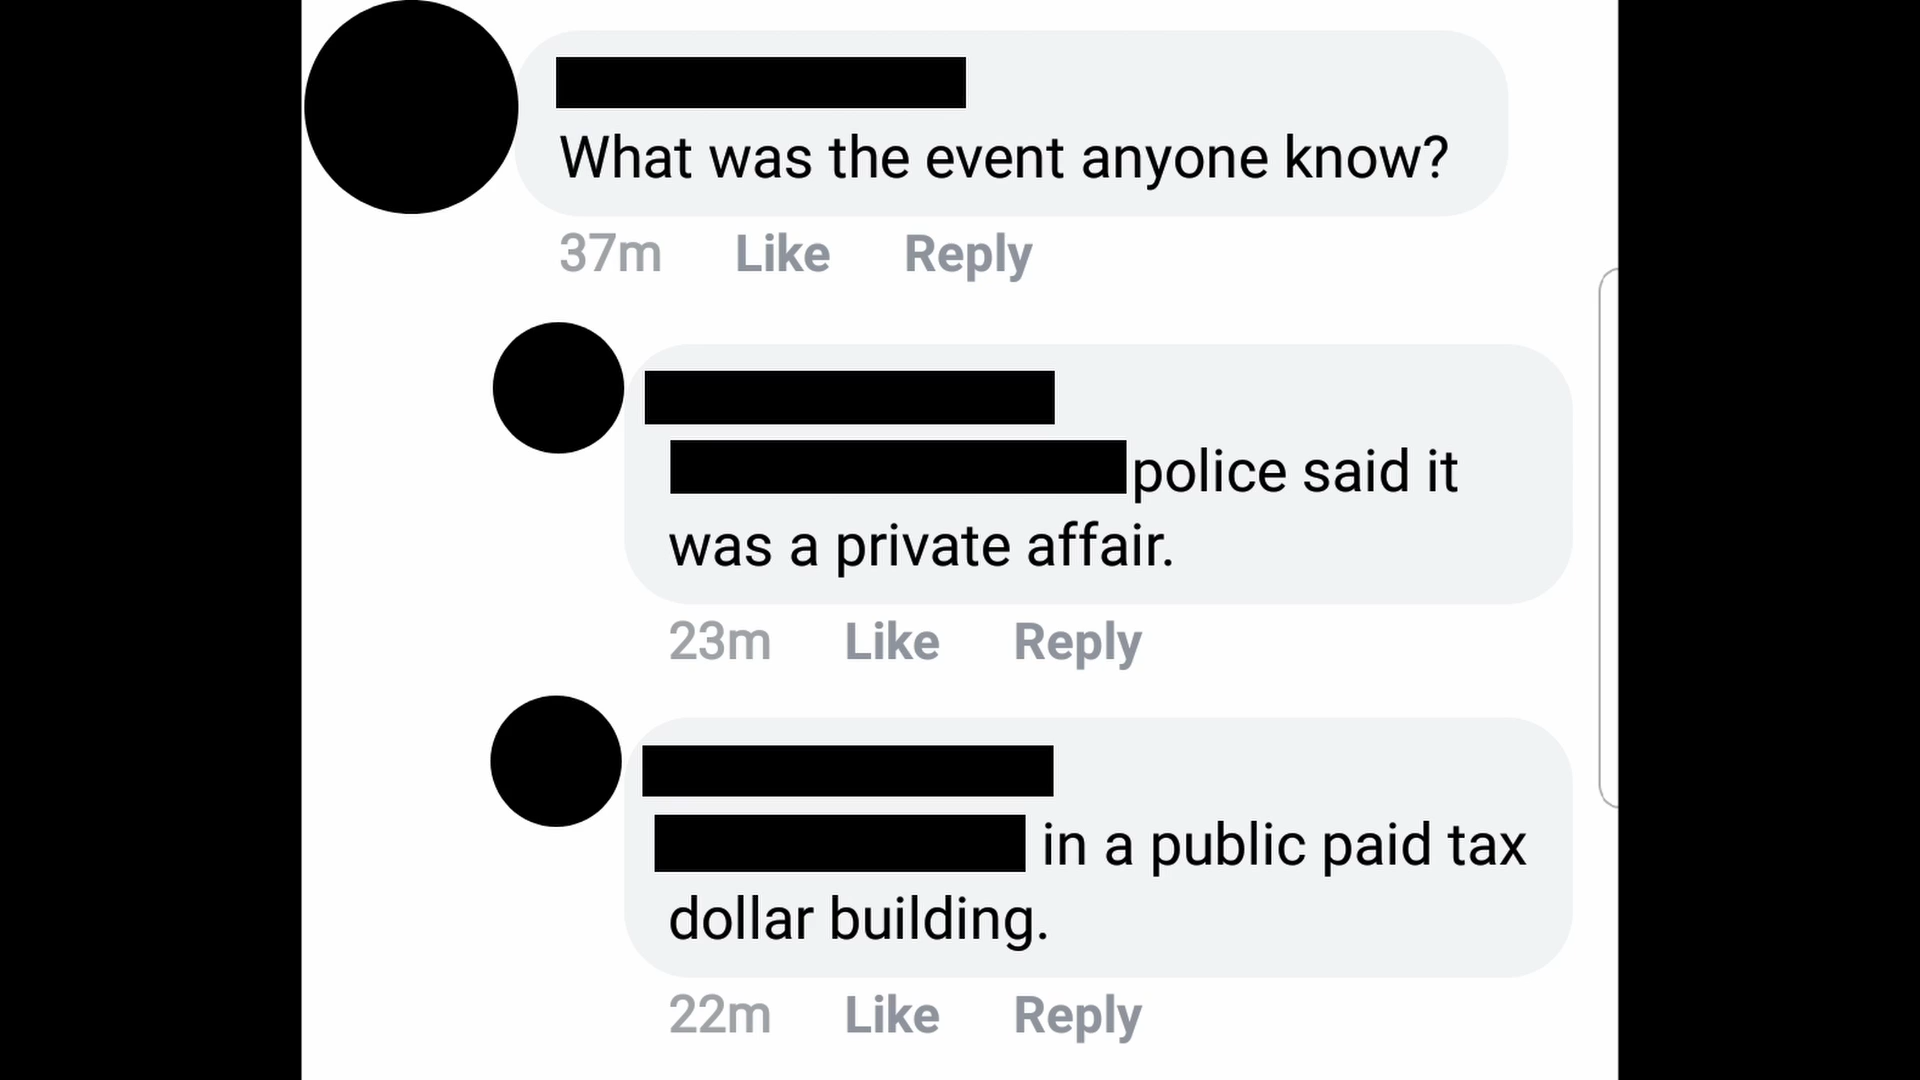 What was the event anyone know?
37m Like Reply
police said it
was a private affair.
23m Like Reply
in a public paid tax
dollar building.
22m Like Reply